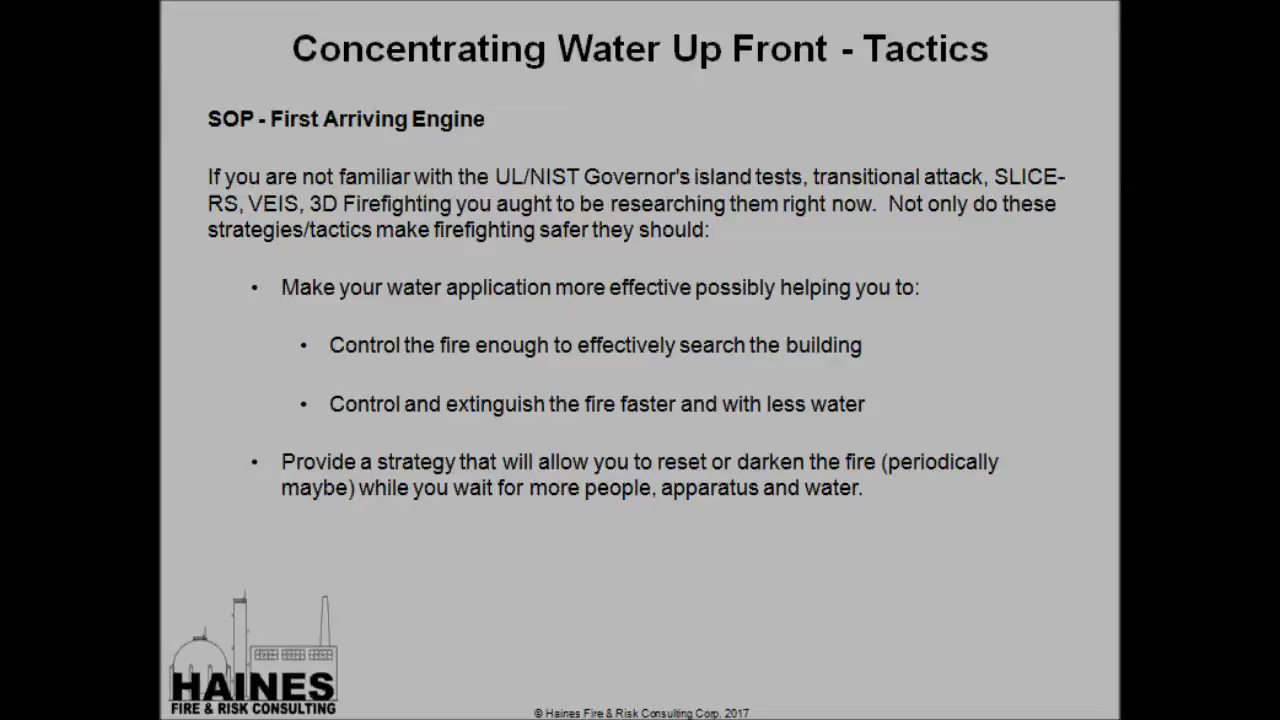 Concentrating Water Up Front - Tactics
SOP - First Arriving Engine
If you are not familiar with the UL/NIST Governor's island tests, transitional attack, SLICE-
RS, VEIS, 3D Firefighting you aught to be researching them right now.  Not only do these
strategies/tactics make firefighting safer they should:
• Make your water application more effective possibly helping you to:
• Control the fire enough to effectively search the building
• Control and extinguish the fire faster and with less water
• Provide a strategy that will allow you to reset or darken the fire (periodically
maybe) while you wait for more people, apparatus and water.
HAINES
FIRE & RISK CONSULTING
© Haines Fire & Risk Consulting Corp. 2017